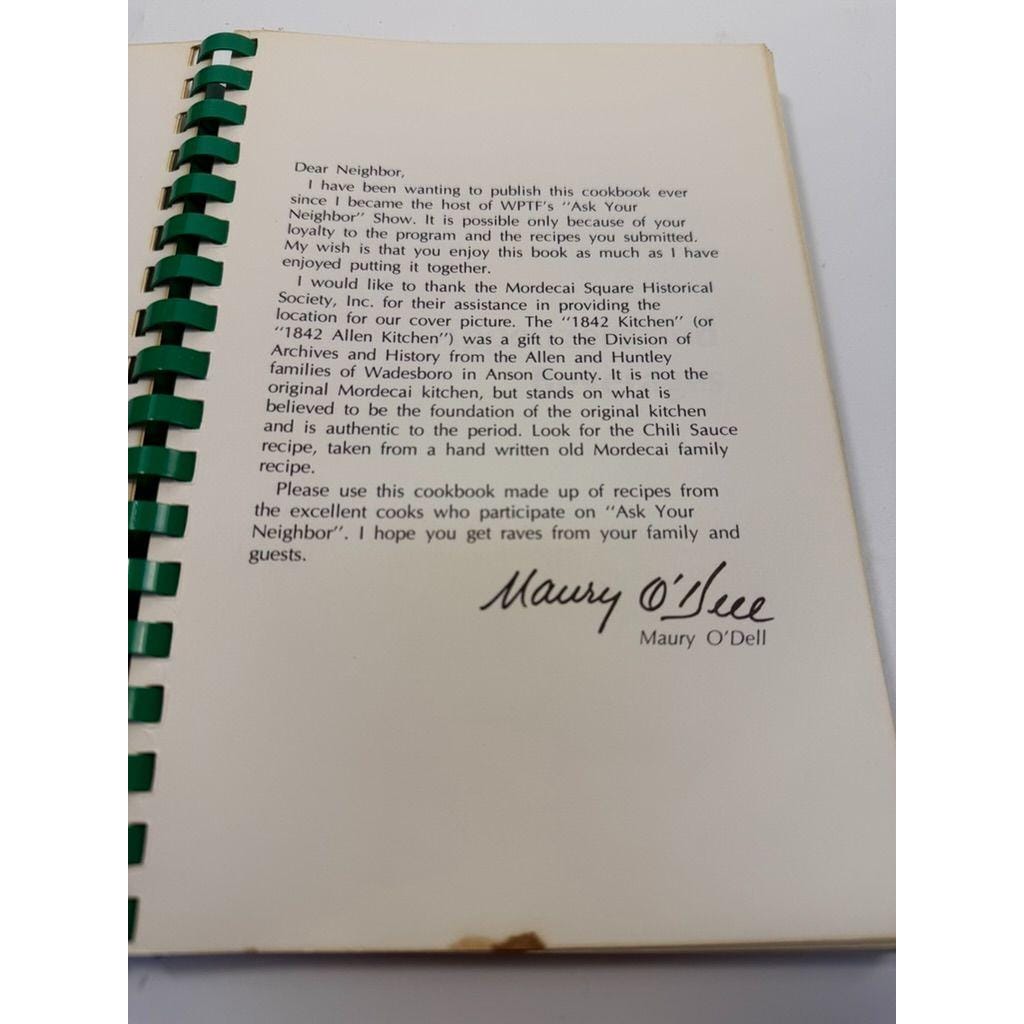 Dear Neighbor,
I have been wanting to publish this cookbook ever
since I became the host of WPTF's "Ask Your
Neighbor" Show. It is possible only because of your
loyalty to the program and the recipes you submitted.
My wish is that you enjoy this book as much as I have
enjoyed putting it together.
I would like to thank the Mordecai Square Historical
Society, Inc. for their assistance in providing the
location for our cover picture. The "1842 Kitchen" (or
"1842 Allen Kitchen") was a gift to the Division of
Archives and History from the Allen and Huntley
families of Wadesboro in Anson County. It is not the
original Mordecai kitchen, but stands on what is
believed to be the foundation of the original kitchen
and is authentic to the period. Look for the Chili Sauce
recipe, taken from a hand written old Mordecai family
recipe.
Please use this cookbook made up of recipes from
the excellent cooks who participate on "Ask Your
Neighbor". I hope you get raves from your family and
guests.
Maury O'Dell
Maury O'Dell